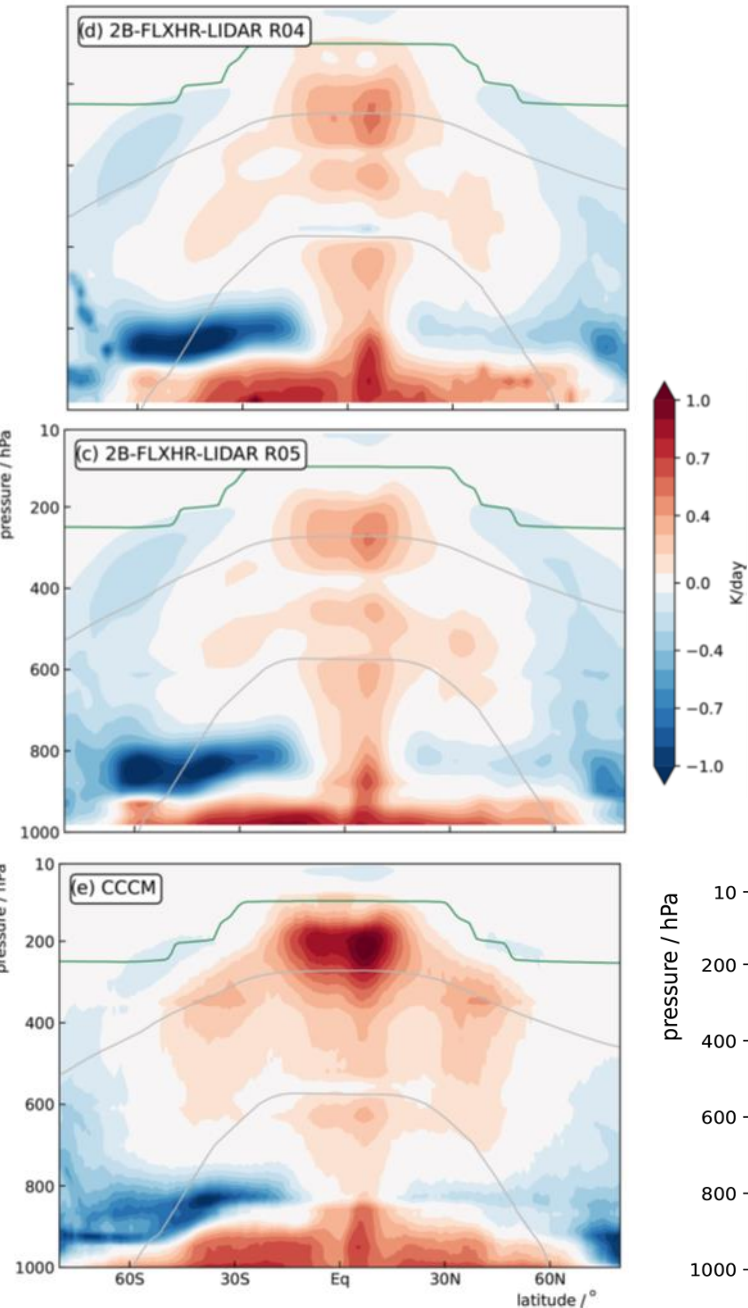 (d) 2B-FLXHR-LIDAR R04
10
(c) 2B-FLXHR-LIDAR R05
pressure / hPa
200
400
600
800
1000
1.0
0.7
0.4
0.0
−0.4
−0.7
−1.0
K/day
10
(e) CCCM
pressure / hPa
200
400
600
800
1000
60S 30S Eq 30N 60N
latitude / °
pressure / hPa
10
200
400
600
800
1000